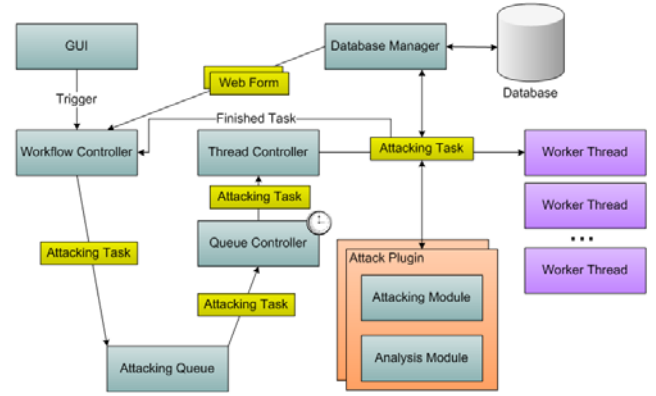 GUI
Database Manager
Database
Web Form
Trigger
Finished Task
Workflow Controller
Thread Controller
Attacking Task
Worker Thread
Attacking Task
Worker Thread
Queue Controller
...
Attacking Task
Attack Plugin
Worker Thread
Attacking Module
Attacking Task
Attacking Queue
Analysis Module